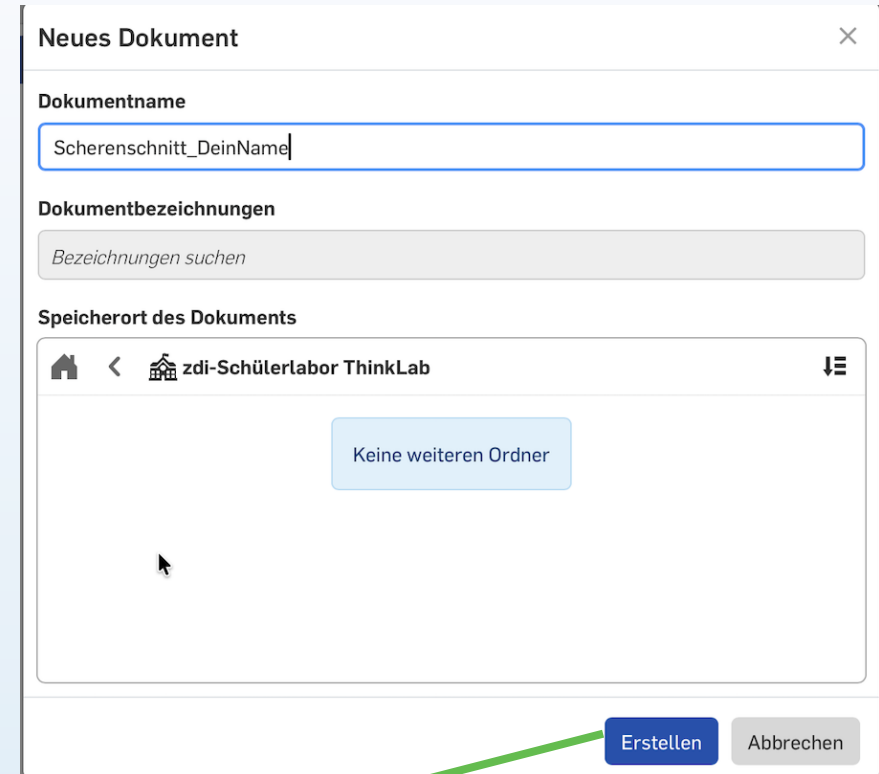 Neues Dokument
Dokumentname
Scherenschnitt_DeinName
Dokumentbezeichnungen
Bezeichnungen suchen
Speicherort des Dokuments
zdi-Schülerlabor ThinkLab
Keine weiteren Ordner
Erstellen Abbrechen